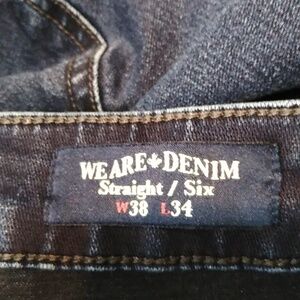 WE ARE DENIM
Straight / Six
W38 L34